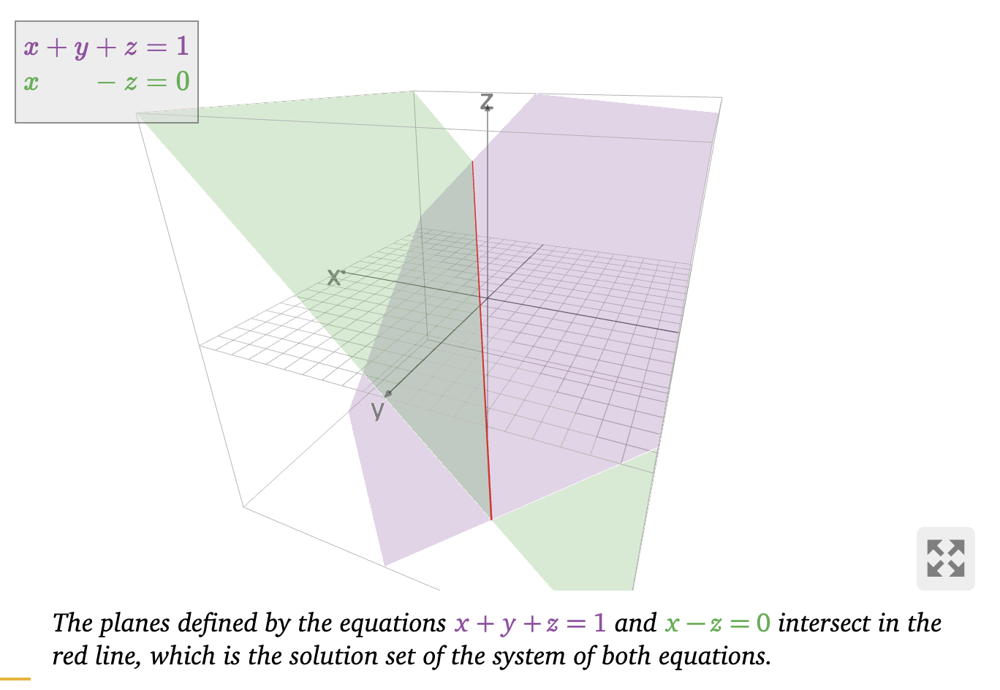 x + y + z = 1
x − z = 0
z
x
y
The planes defined by the equations x + y + z = 1 and x − z = 0 intersect in the
red line, which is the solution set of the system of both equations.